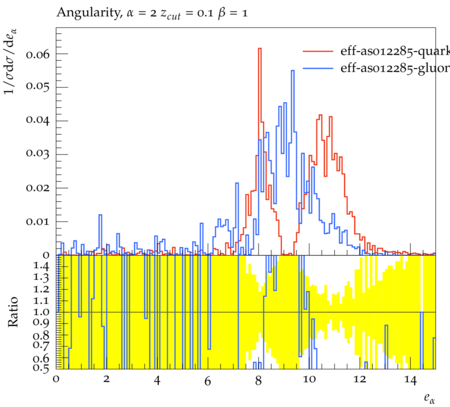 Angularity, α = 2 z_cut = 0.1 β = 1
1/σdσ/de_α
0.06
0.05
0.04
0.03
0.02
0.01
0
eff-as012285-quark
eff-as012285-gluon
Ratio
1.4
1.3
1.2
1.1
1.0
0.9
0.8
0.7
0.6
0.5
0 2 4 6 8 10 12 14
e_α